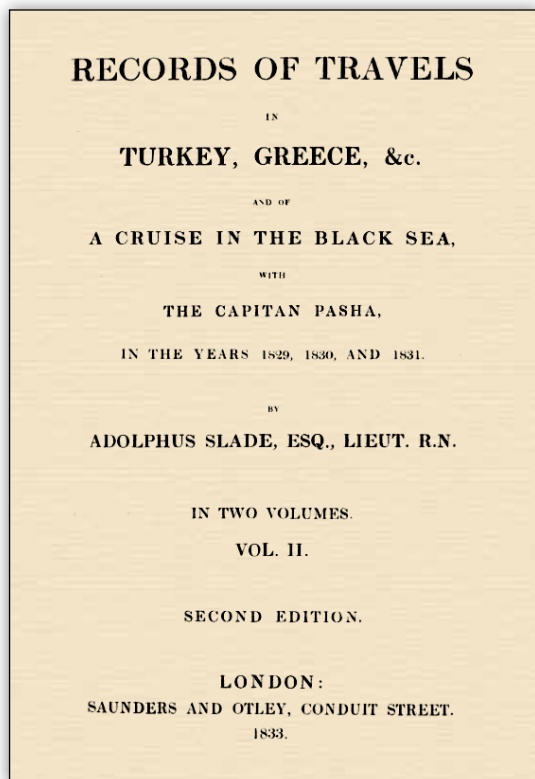 RECORDS OF TRAVELS
IN
TURKEY, GREECE, &c.
AND OF
A CRUISE IN THE BLACK SEA,
WITH
THE CAPITAN PASHA,
IN THE YEARS 1829, 1830, AND 1831.
BY
ADOLPHUS SLADE, ESQ., LIEUT. R.N.
IN TWO VOLUMES.
VOL. II.
SECOND EDITION.
LONDON:
SAUNDERS AND OTLEY, CONDUIT STREET.
1833.